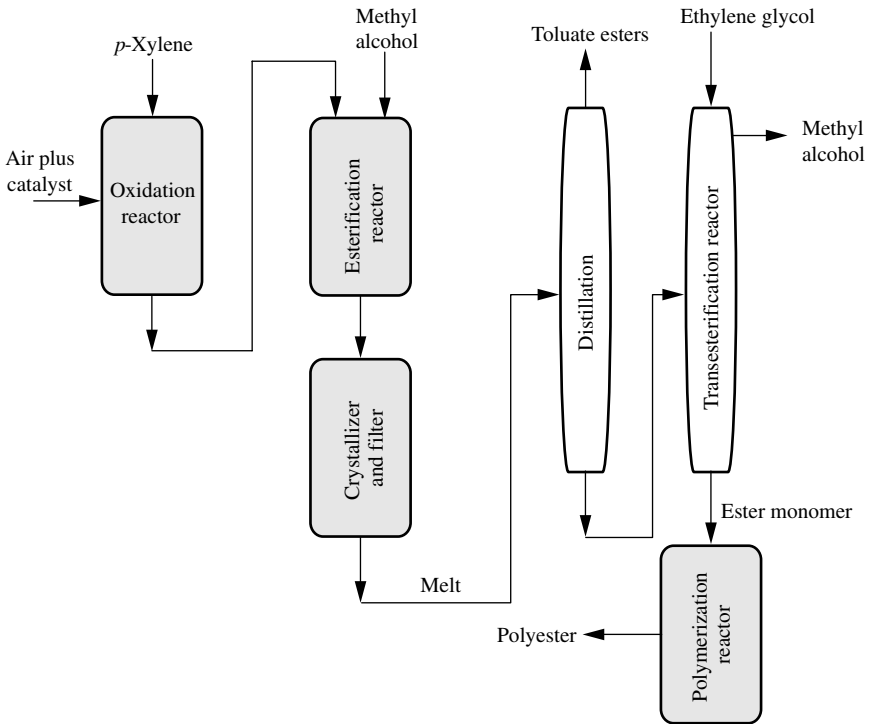 p-Xylene
Air plus
catalyst
Oxidation
reactor
Methyl
alcohol
Esterification
reactor
Crystallizer
and filter
Melt
Toluate esters
Distillation
Ethylene glycol
Methyl
alcohol
Transesterification reactor
Ester monomer
Polymerization
reactor
Polyester